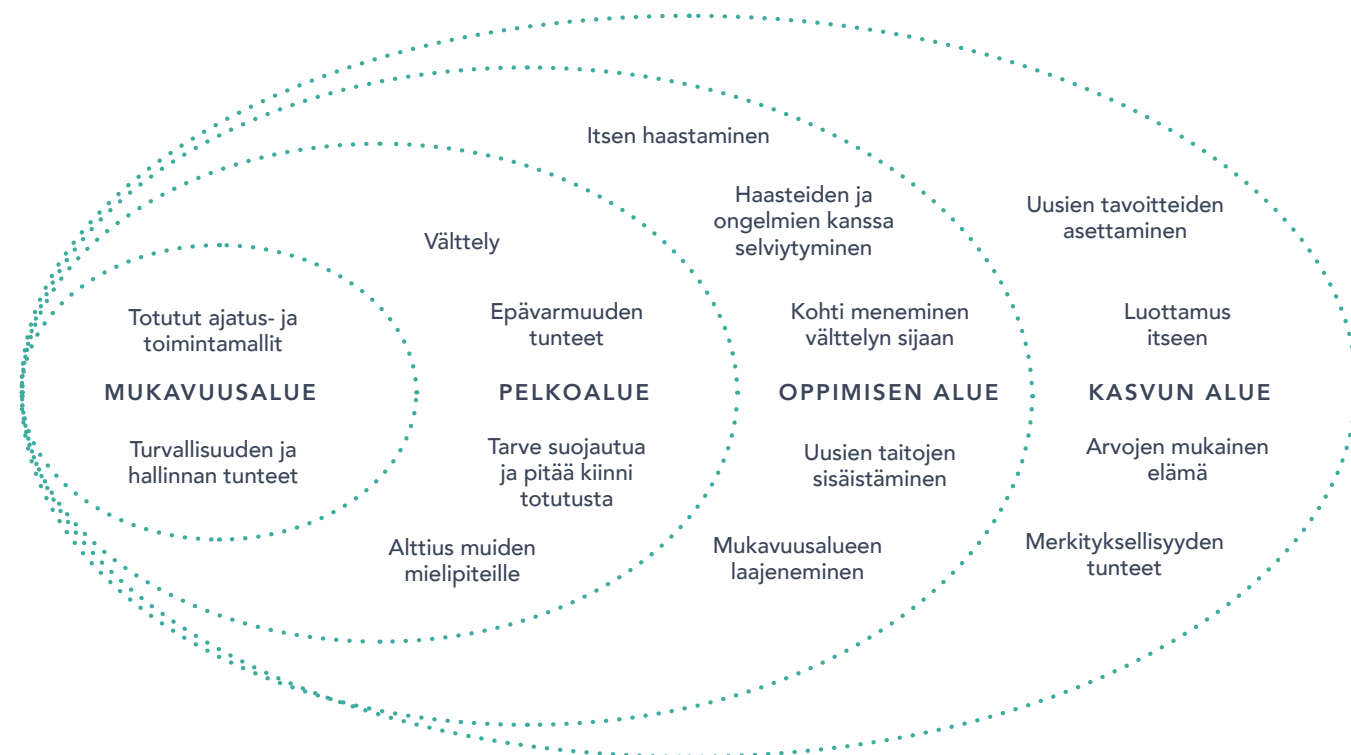 Totutut ajatus- ja
toimintamallit
MUKAVUUSALUE
Turvallisuuden ja
hallinnan tunteet
Välttely
Epävarmuuden
tunteet
PELKOALUE
Tarve suojautua
ja pitää kiinni
totutusta
Alttius muiden
mielipiteille
Itsen haastaminen
Haasteiden ja
ongelmien kanssa
selviytyminen
Kohti meneminen
välttelyn sijaan
OPPIMISEN ALUE
Uusien taitojen
sisäistäminen
Mukavuusalueen
laajeneminen
Uusien tavoitteiden
asettaminen
Luottamus
itseen
KASVUN ALUE
Arvojen mukainen
elämä
Merkityksellisyyden
tunteet